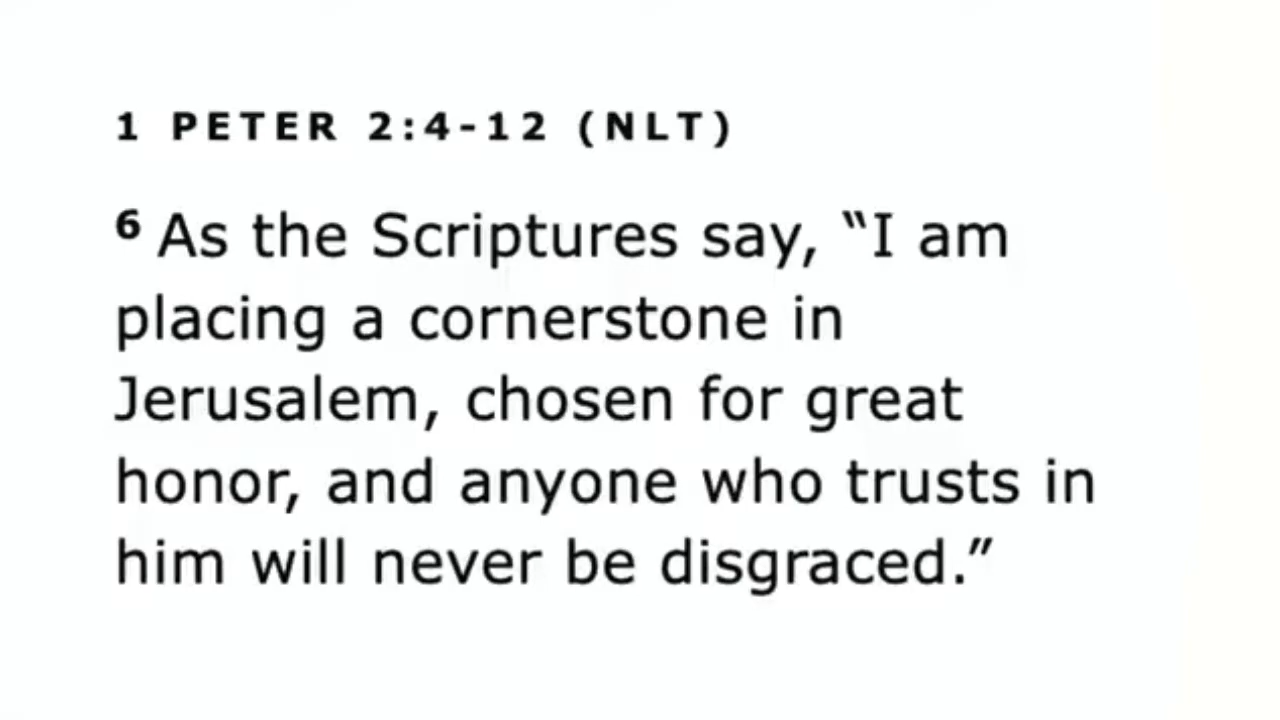 1 PETER 2:4-12 (NLT)
6 As the Scriptures say, “I am
placing a cornerstone in
Jerusalem, chosen for great
honor, and anyone who trusts in
him will never be disgraced.”